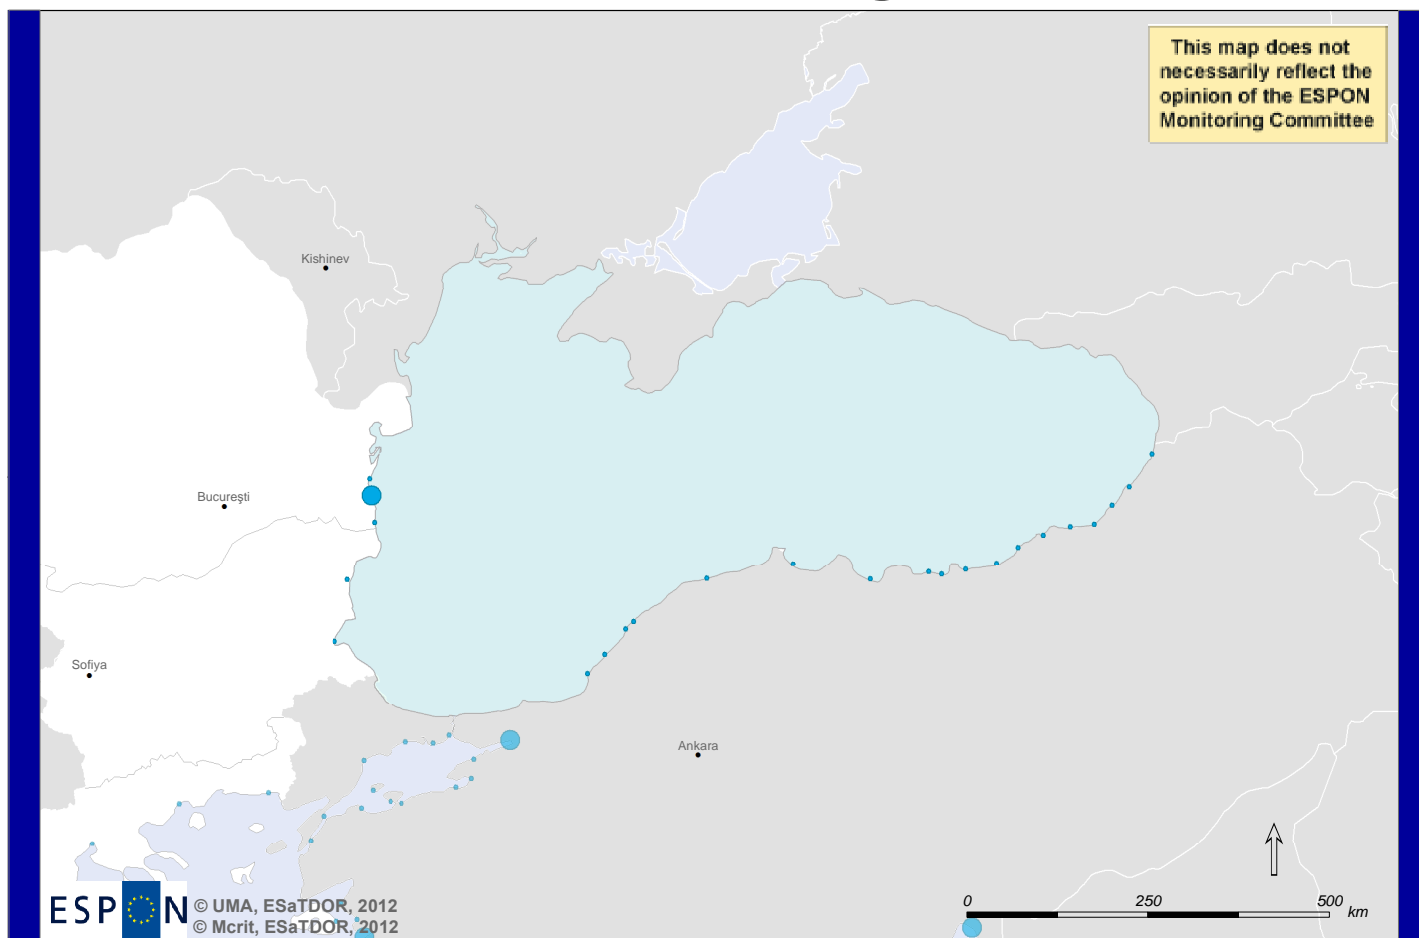 This map does not
necessarily reflect the
opinion of the ESPON
Monitoring Committee
Kishinev
Bucureşti
Sofiya
Ankara
0 250 500
km
ESPON
© UMA, ESaTDOR, 2012
© Mcrit, ESaTDOR, 2012